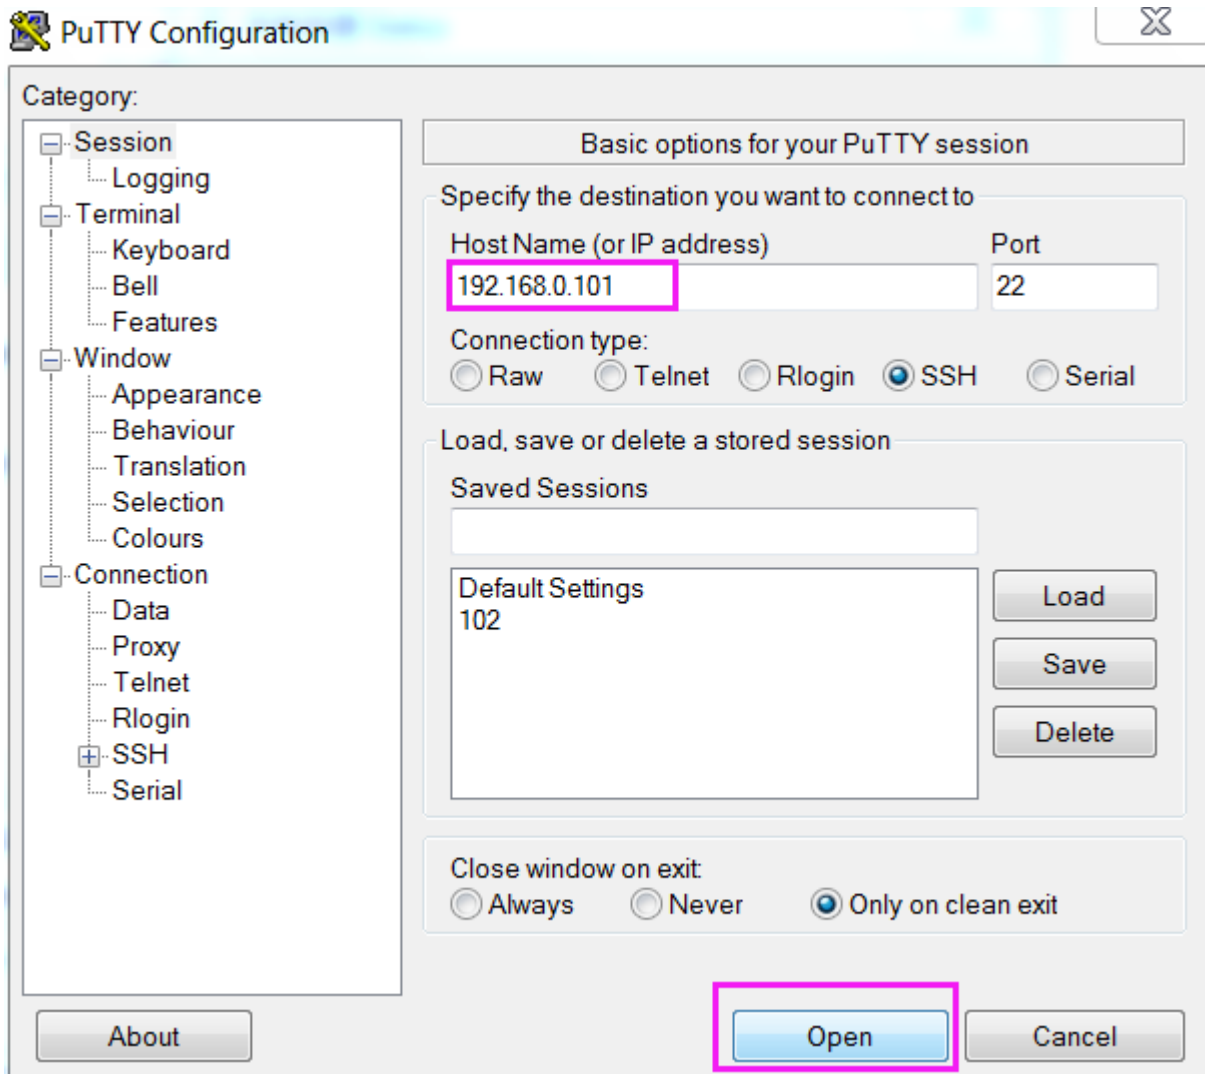 PuTTY Configuration
Category:
Session
Logging
Terminal
Keyboard
Bell
Features
Window
Appearance
Behaviour
Translation
Selection
Colours
Connection
Data
Proxy
Telnet
Rlogin
SSH
Serial
Basic options for your PuTTY session
Specify the destination you want to connect to
Host Name (or IP address) Port
192.168.0.101 22
Connection type:
Raw Telnet Rlogin SSH Serial
Load, save or delete a stored session
Saved Sessions
Default Settings
102
Load
Save
Delete
Close window on exit:
Always Never Only on clean exit
About Open Cancel